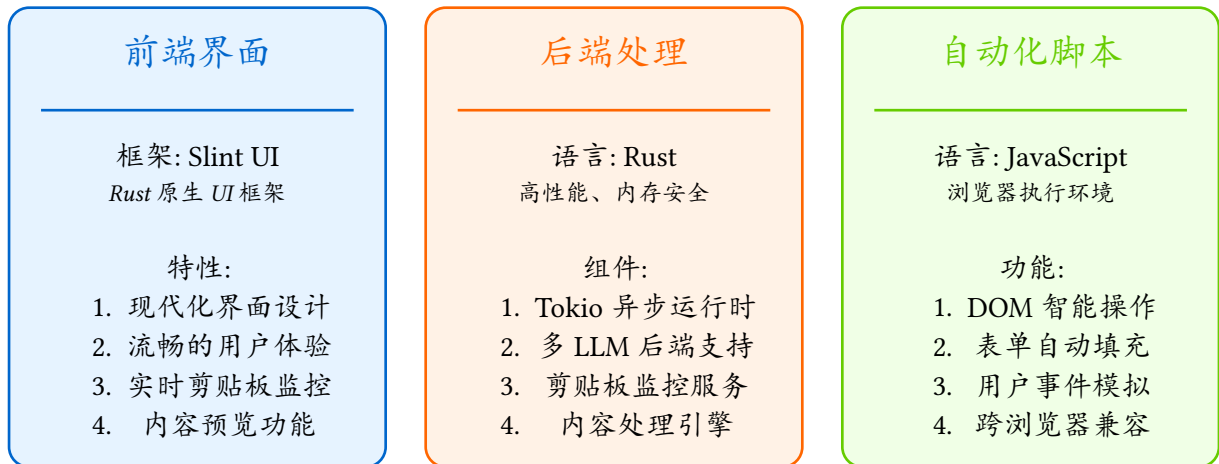 前端界面
框架: Slint UI
Rust 原生 UI 框架
特性:
1. 现代化界面设计
2. 流畅的用户体验
3. 实时剪贴板监控
4. 内容预览功能
后端处理
语言: Rust
高性能、内存安全
组件:
1. Tokio 异步运行时
2. 多 LLM 后端支持
3. 剪贴板监控服务
4. 内容处理引擎
自动化脚本
语言: JavaScript
浏览器执行环境
功能:
1. DOM 智能操作
2. 表单自动填充
3. 用户事件模拟
4. 跨浏览器兼容